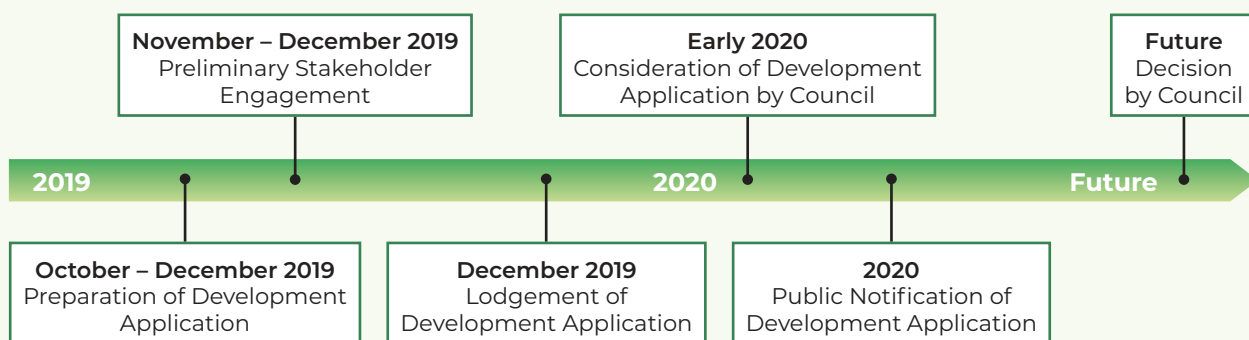 November – December 2019
Preliminary Stakeholder
Engagement
Early 2020
Consideration of Development
Application by Council
Future
Decision
by Council
2019
2020
Future
October – December 2019
Preparation of Development
Application
December 2019
Lodgement of
Development Application
2020
Public Notification of
Development Application